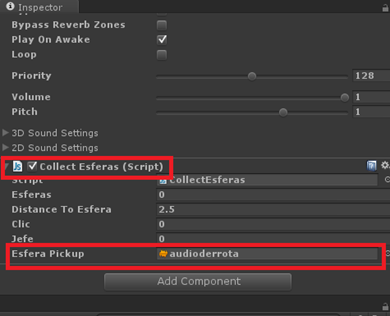 Inspector
Bypass Reverb Zones
Play On Awake
Loop
Priority 128
Volume 1
Pitch 1
3D Sound Settings
2D Sound Settings
Collect Esferas (Script)
Script CollectEsferas
Esferas 0
Distance To Esfera 2.5
Clic 0
Jefe 0
Esfera Pickup audioderrota
Add Component